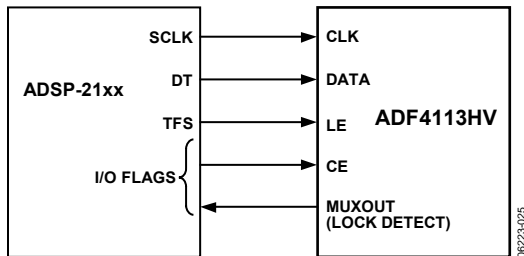 SCLK
CLK
ADSP-21xx
DT
DATA
ADF4113HV
TFS
LE
I/O FLAGS
CE
MUXOUT
(LOCK DETECT)
06223-025